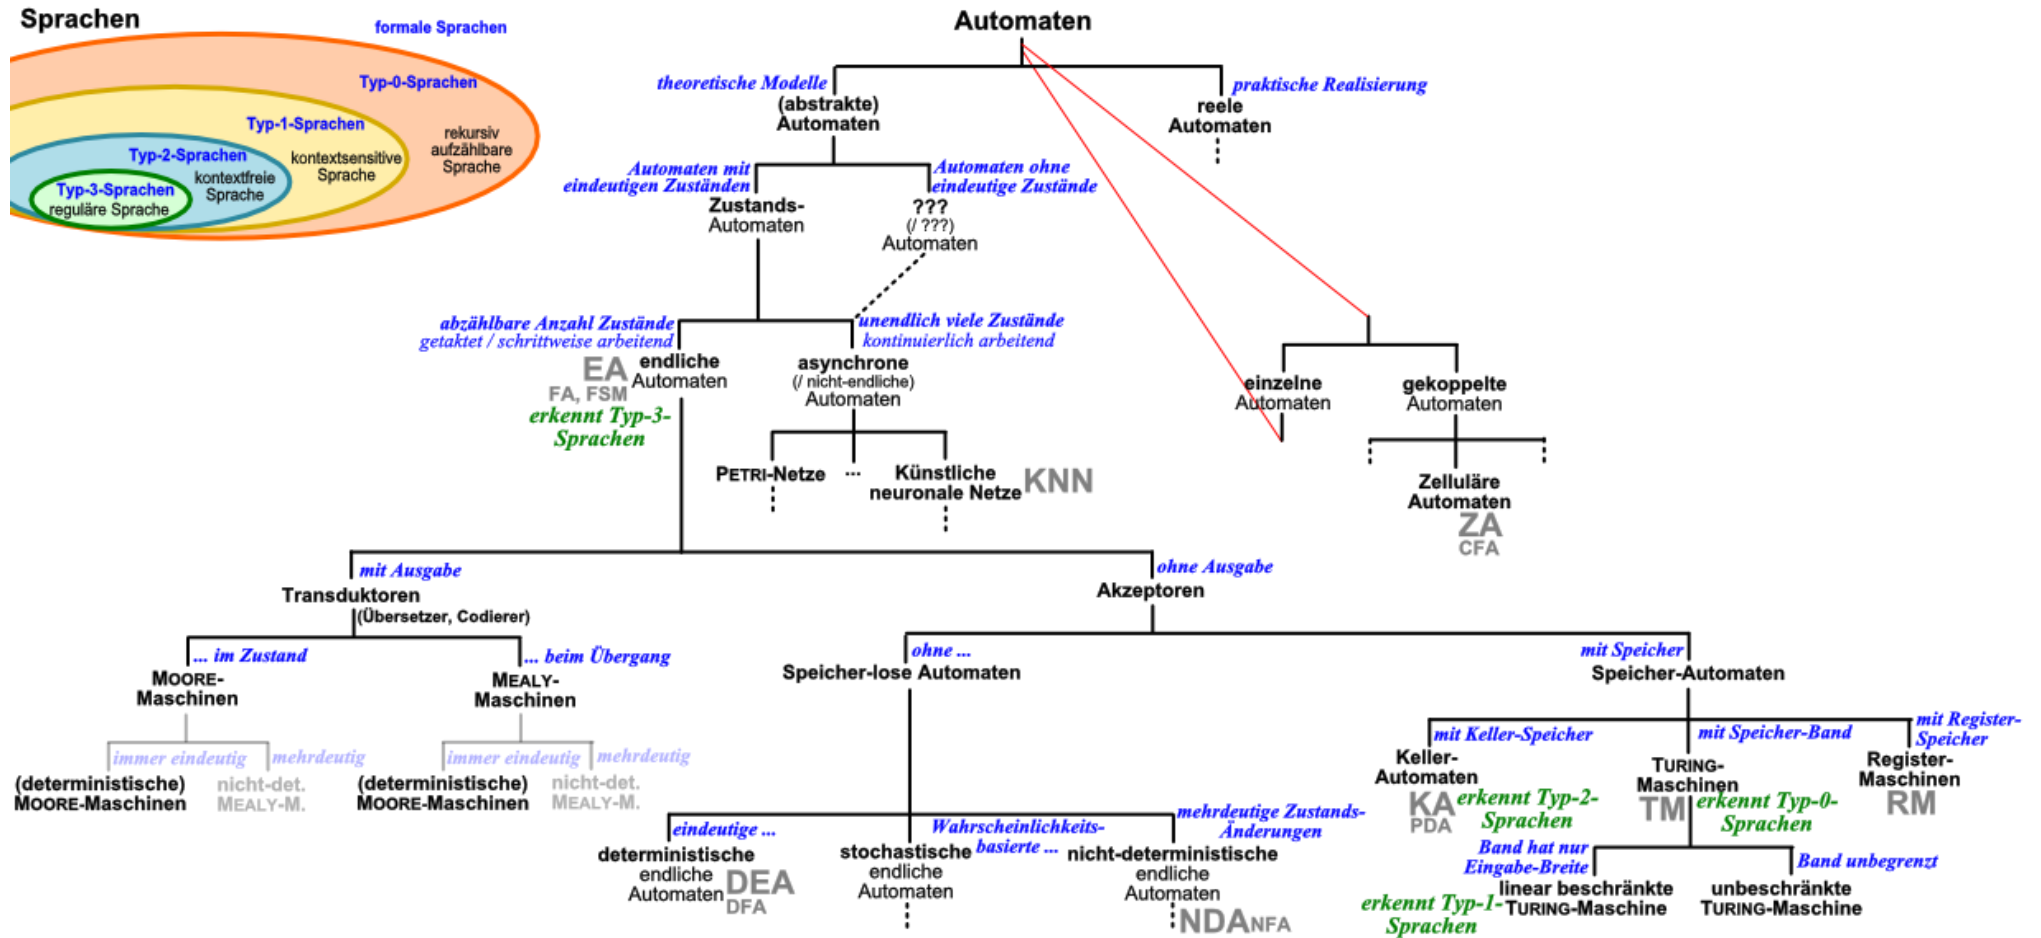 Sprachen
formale Sprachen
Typ-0-Sprachen
rekursiv
aufzählbare
Sprache
Typ-1-Sprachen
kontextsensitive
Sprache
Typ-2-Sprachen
kontextfreie
Sprache
Typ-3-Sprachen
reguläre Sprache
Automaten
theoretische Modelle
(abstrakte)
Automaten
praktische Realisierung
reele
Automaten
Automaten mit
eindeutigen Zuständen
Zustands-
Automaten
Automaten ohne
eindeutige Zustände
???
(/ ???)
Automaten
abzählbare Anzahl Zustände
getaktet / schrittweise arbeitend
EA
FA, FSM
endliche
Automaten
erkennt Typ-3-
Sprachen
unendlich viele Zustände
kontinuierlich arbeitend
asynchrone
(/ nicht-endliche)
Automaten
PETRI-Netze
...
Künstliche
neuronale Netze
KNN
einzelne
Automaten
gekoppelte
Automaten
Zelluläre
Automaten
ZA
CFA
mit Ausgabe
Transduktoren
(Übersetzer, Codierer)
ohne Ausgabe
Akzeptoren
... im Zustand
MOORE-
Maschinen
... beim Übergang
MEALY-
Maschinen
immer eindeutig
mehrdeutig
(deterministische)
MOORE-Maschinen
nicht-det.
MEALY-M.
immer eindeutig
mehrdeutig
(deterministische)
MOORE-Maschinen
nicht-det.
MEALY-M.
ohne ...
Speicher-lose Automaten
mit Speicher
Speicher-Automaten
eindeutige ...
deterministische
endliche
Automaten
DEA
DFA
Wahrscheinlichkeits-
basierte ...
stochastische
endliche
Automaten
mehrdeutige Zustands-
Änderungen
nicht-deterministische
endliche
Automaten
NDA NFA
mit Keller-Speicher
Keller-
Automaten
KA
PDA
erkennt Typ-2-
Sprachen
mit Speicher-Band
TURING-
Maschinen
TM
erkennt Typ-0-
Sprachen
mit Register-
Speicher
Register-
Maschinen
RM
Band hat nur
Eingabe-Breite
linear beschränkte
TURING-Maschine
erkennt Typ-1-
Sprachen
Band unbegrenzt
unbeschränkte
TURING-Maschine